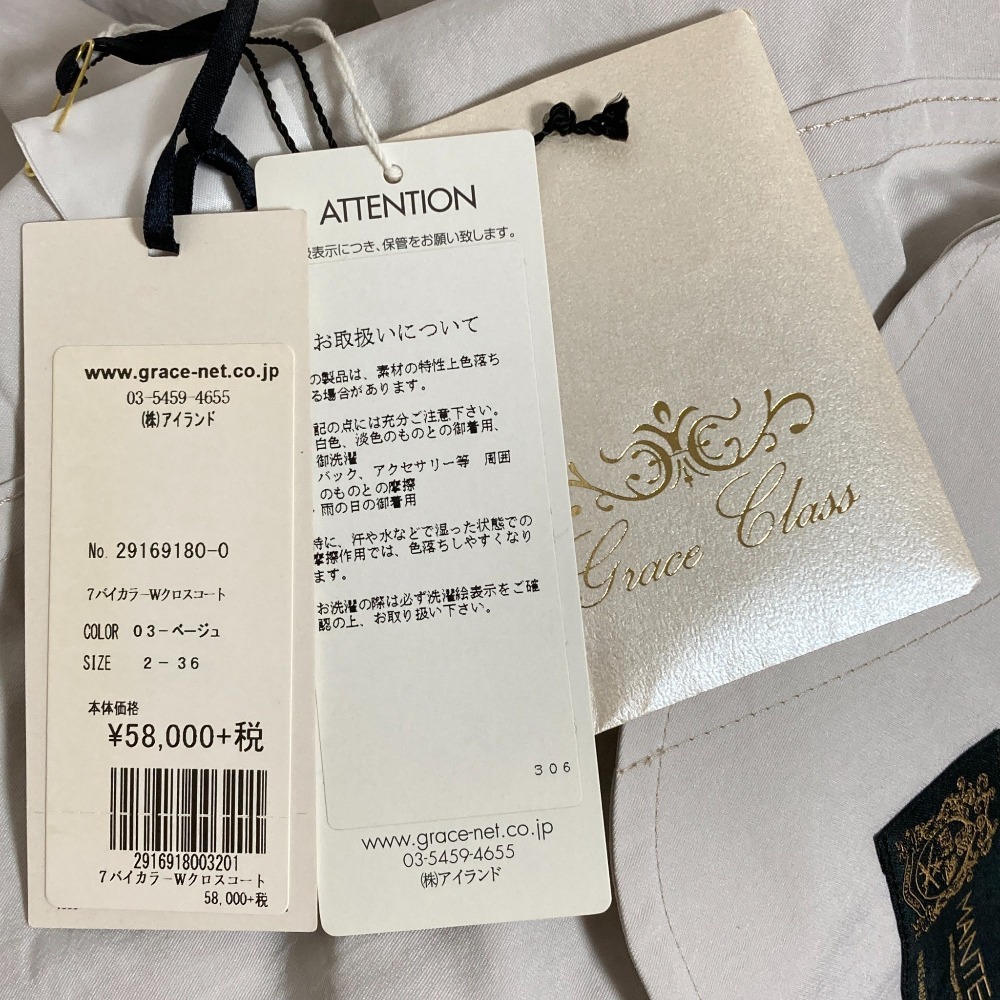 www.grace-net.co.jp
03-5459-4655
(株)アイランド
No. 29169180-0
7バイカラーWクロスコート
COLOR 03-ベージュ
SIZE 2-36
本体価格
¥58,000+税
2916918003201
7バイカラーWクロスコート
58,000+税
ATTENTION
扱表示につき、保管をお願い致します。
お取扱いについて
の製品は、素材の特性上色落ち
る場合があります。
記の点には充分ご注意下さい。
白色、淡色のものとの御着用、
御洗濯
バック、アクセサリー等 周囲
のものとの摩擦
雨の日の御着用
特に、汗や水などで湿った状態での
摩擦作用では、色落ちしやすくなり
ます。
お洗濯の際は必ず洗濯絵表示をご確
認の上、お取り扱い下さい。
306
www.grace-net.co.jp
03-5459-4655
(株)アイランド
Grace Class
MANTE